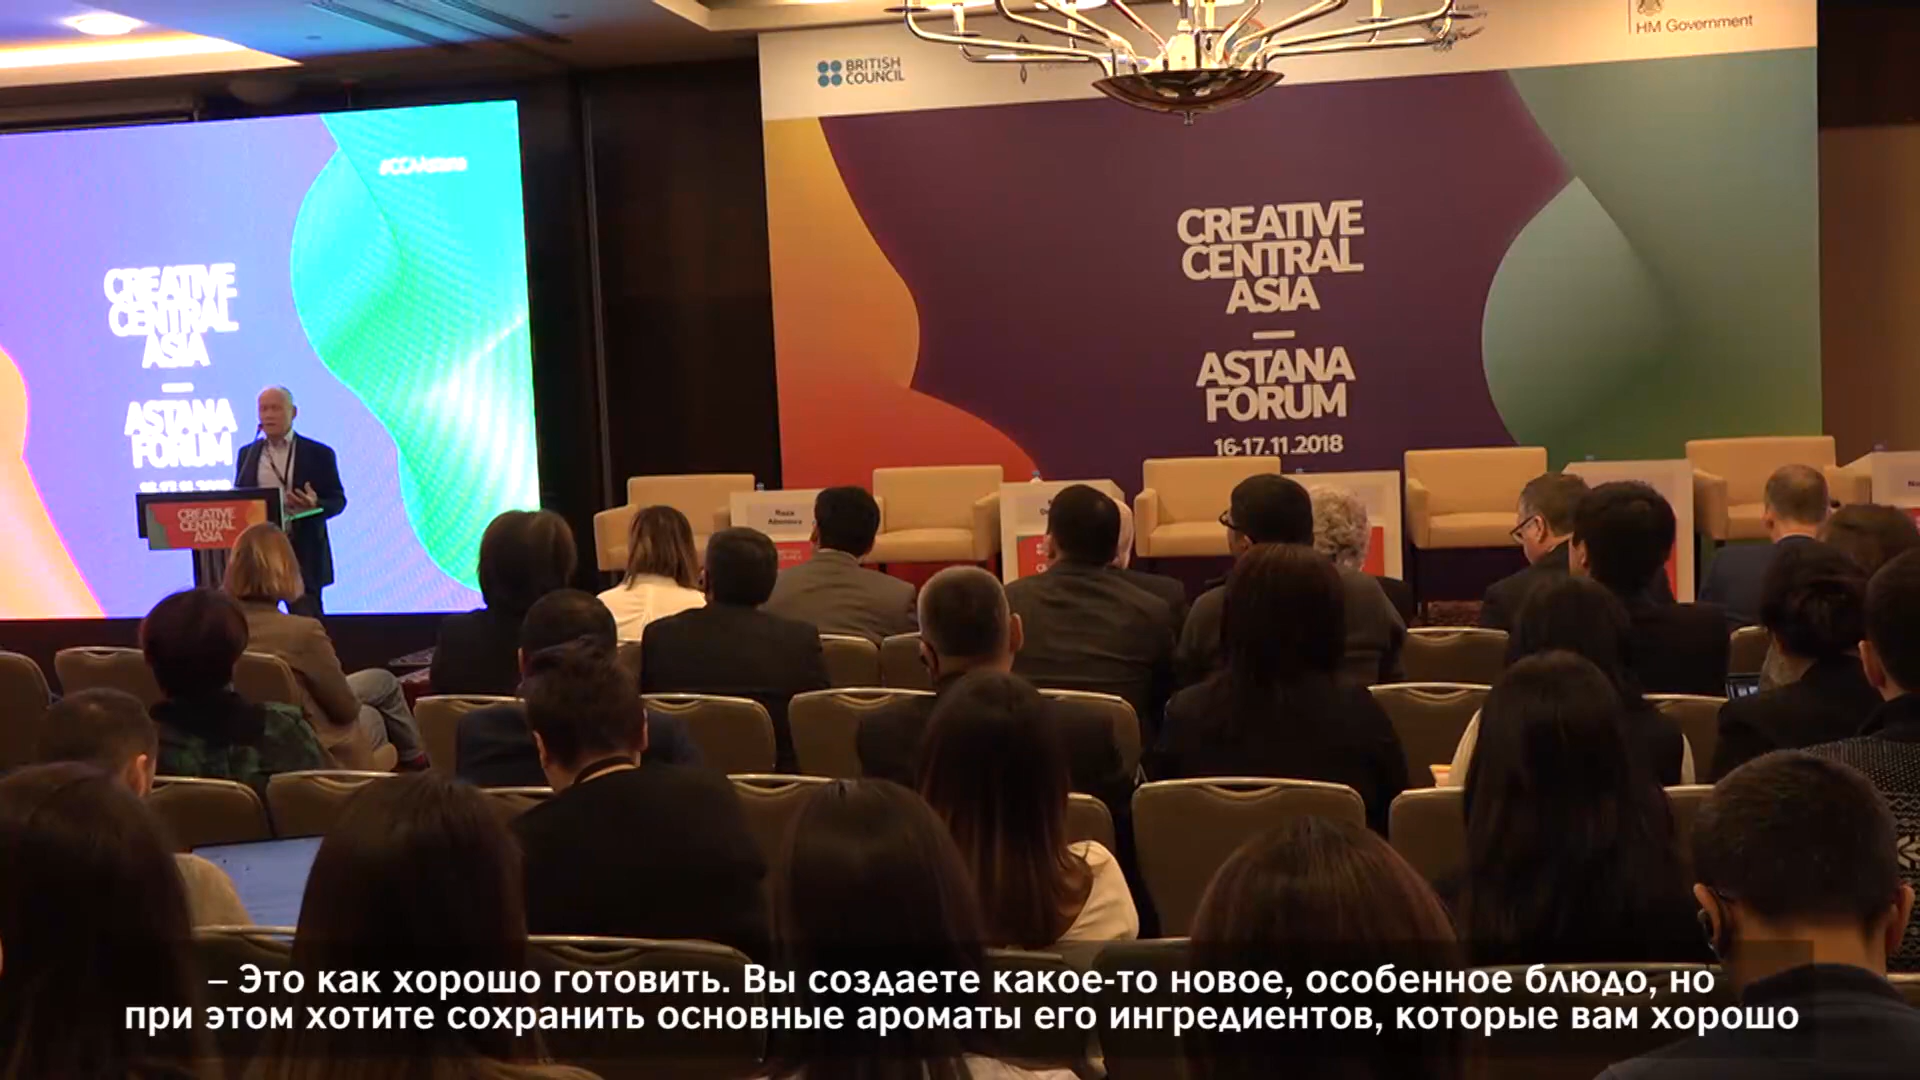 BRITISH
COUNCIL
HM Government
CREATIVE
CENTRAL
ASIA
ASTANA
FORUM
16-17.11.2018
CREATIVE
CENTRAL
ASIA
ASTANA
FORUM
CREATIVE
CENTRAL
ASIA
– Это как хорошо готовить. Вы создаете какое-то новое, особенное блюдо, но
при этом хотите сохранить основные ароматы его ингредиентов, которые вам хорошо